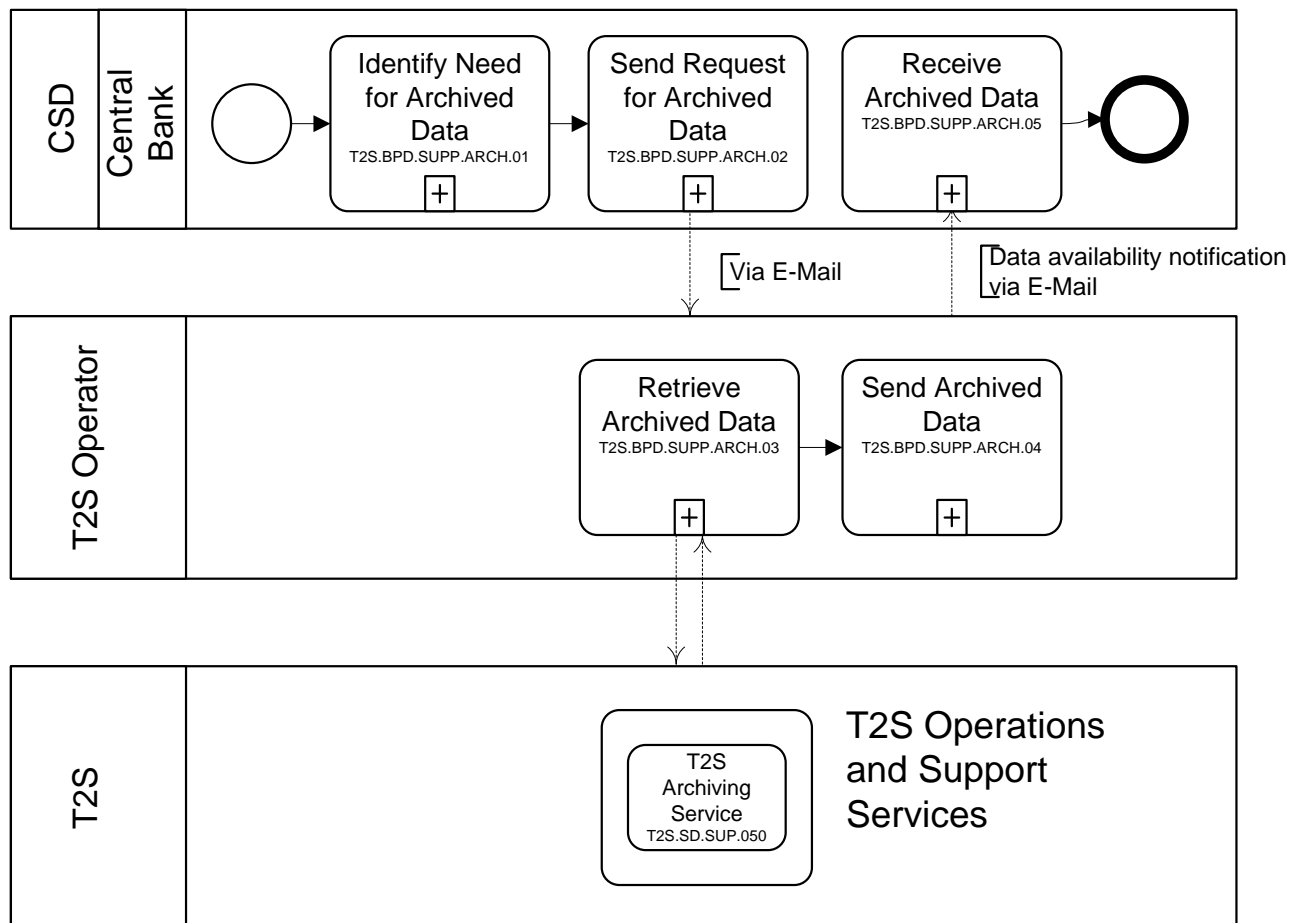 CSD
Central
Bank
Identify Need
for Archived
Data
T2S.BPD.SUPP.ARCH.01
Send Request
for Archived
Data
T2S.BPD.SUPP.ARCH.02
Receive
Archived Data
T2S.BPD.SUPP.ARCH.05
Via E-Mail
Data availability notification
via E-Mail
T2S Operator
Retrieve
Archived Data
T2S.BPD.SUPP.ARCH.03
Send Archived
Data
T2S.BPD.SUPP.ARCH.04
T2S
T2S
Archiving
Service
T2S.SD.SUP.050
T2S Operations
and Support
Services